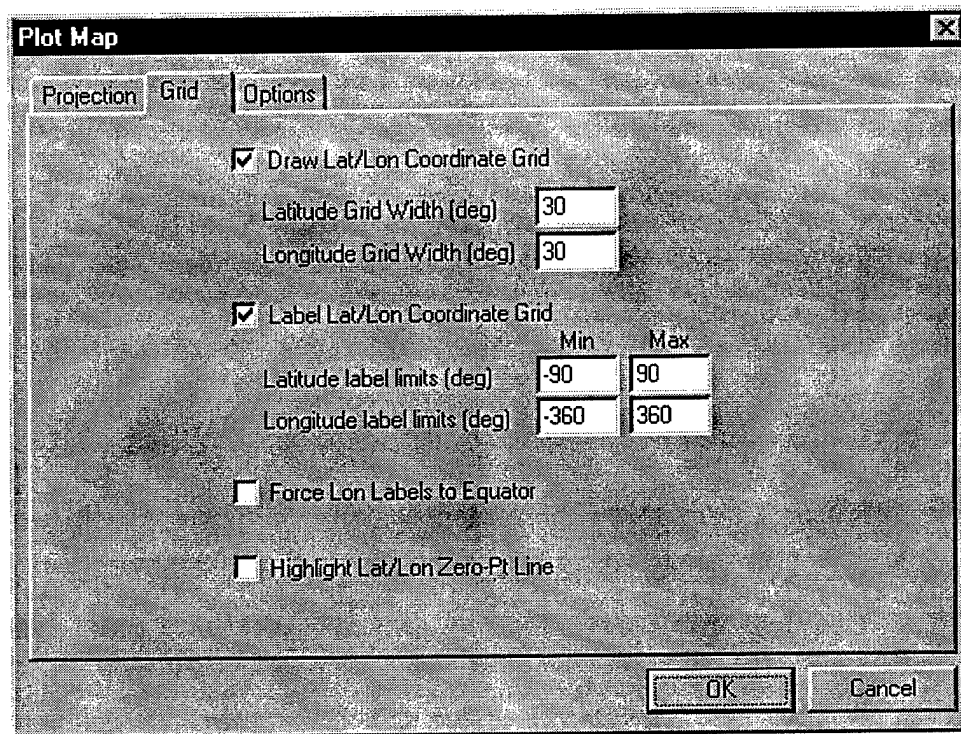 Plot Map
Projection Grid Options
Draw Lat/Lon Coordinate Grid
Latitude Grid Width (deg) 30
Longitude Grid Width (deg) 30
Label Lat/Lon Coordinate Grid
Min Max
Latitude label limits (deg) -90 90
Longitude label limits (deg) -360 360
Force Lon Labels to Equator
Highlight Lat/Lon Zero-Pt Line
OK Cancel